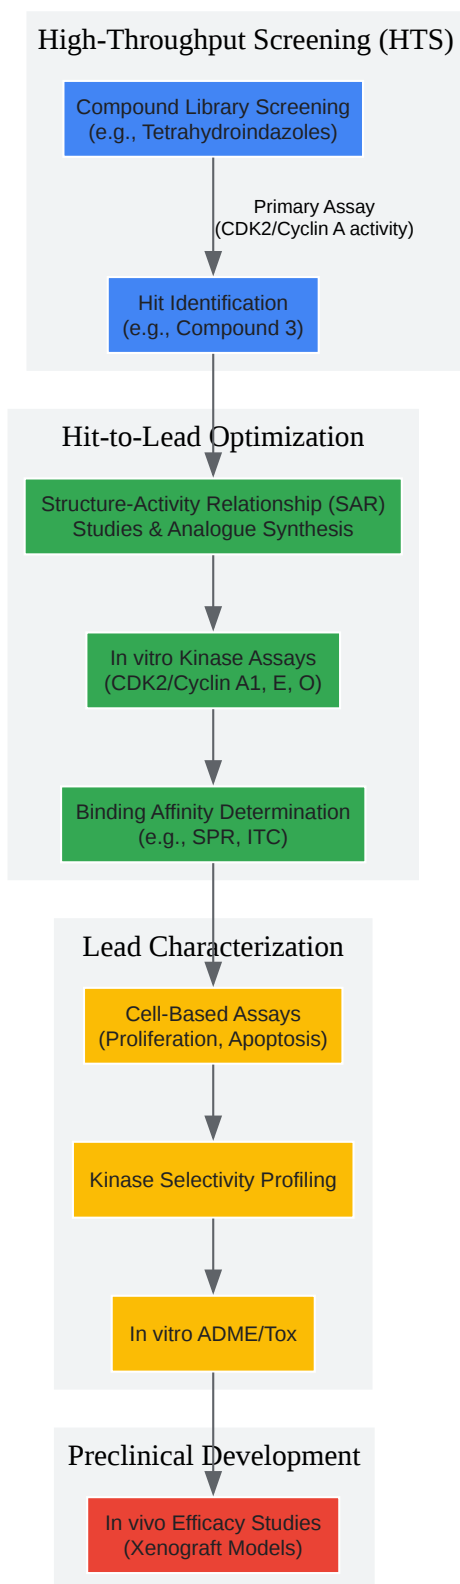 High-Throughput Screening (HTS)
Compound Library Screening
(e.g., Tetrahydroindazoles)
Primary Assay
(CDK2/Cyclin A activity)
Hit Identification
(e.g., Compound 3)
Hit-to-Lead Optimization
Structure-Activity Relationship (SAR)
Studies & Analogue Synthesis
In vitro Kinase Assays
(CDK2/Cyclin A1, E, O)
Binding Affinity Determination
(e.g., SPR, ITC)
Lead Characterization
Cell-Based Assays
(Proliferation, Apoptosis)
Kinase Selectivity Profiling
In vitro ADME/Tox
Preclinical Development
In vivo Efficacy Studies
(Xenograft Models)